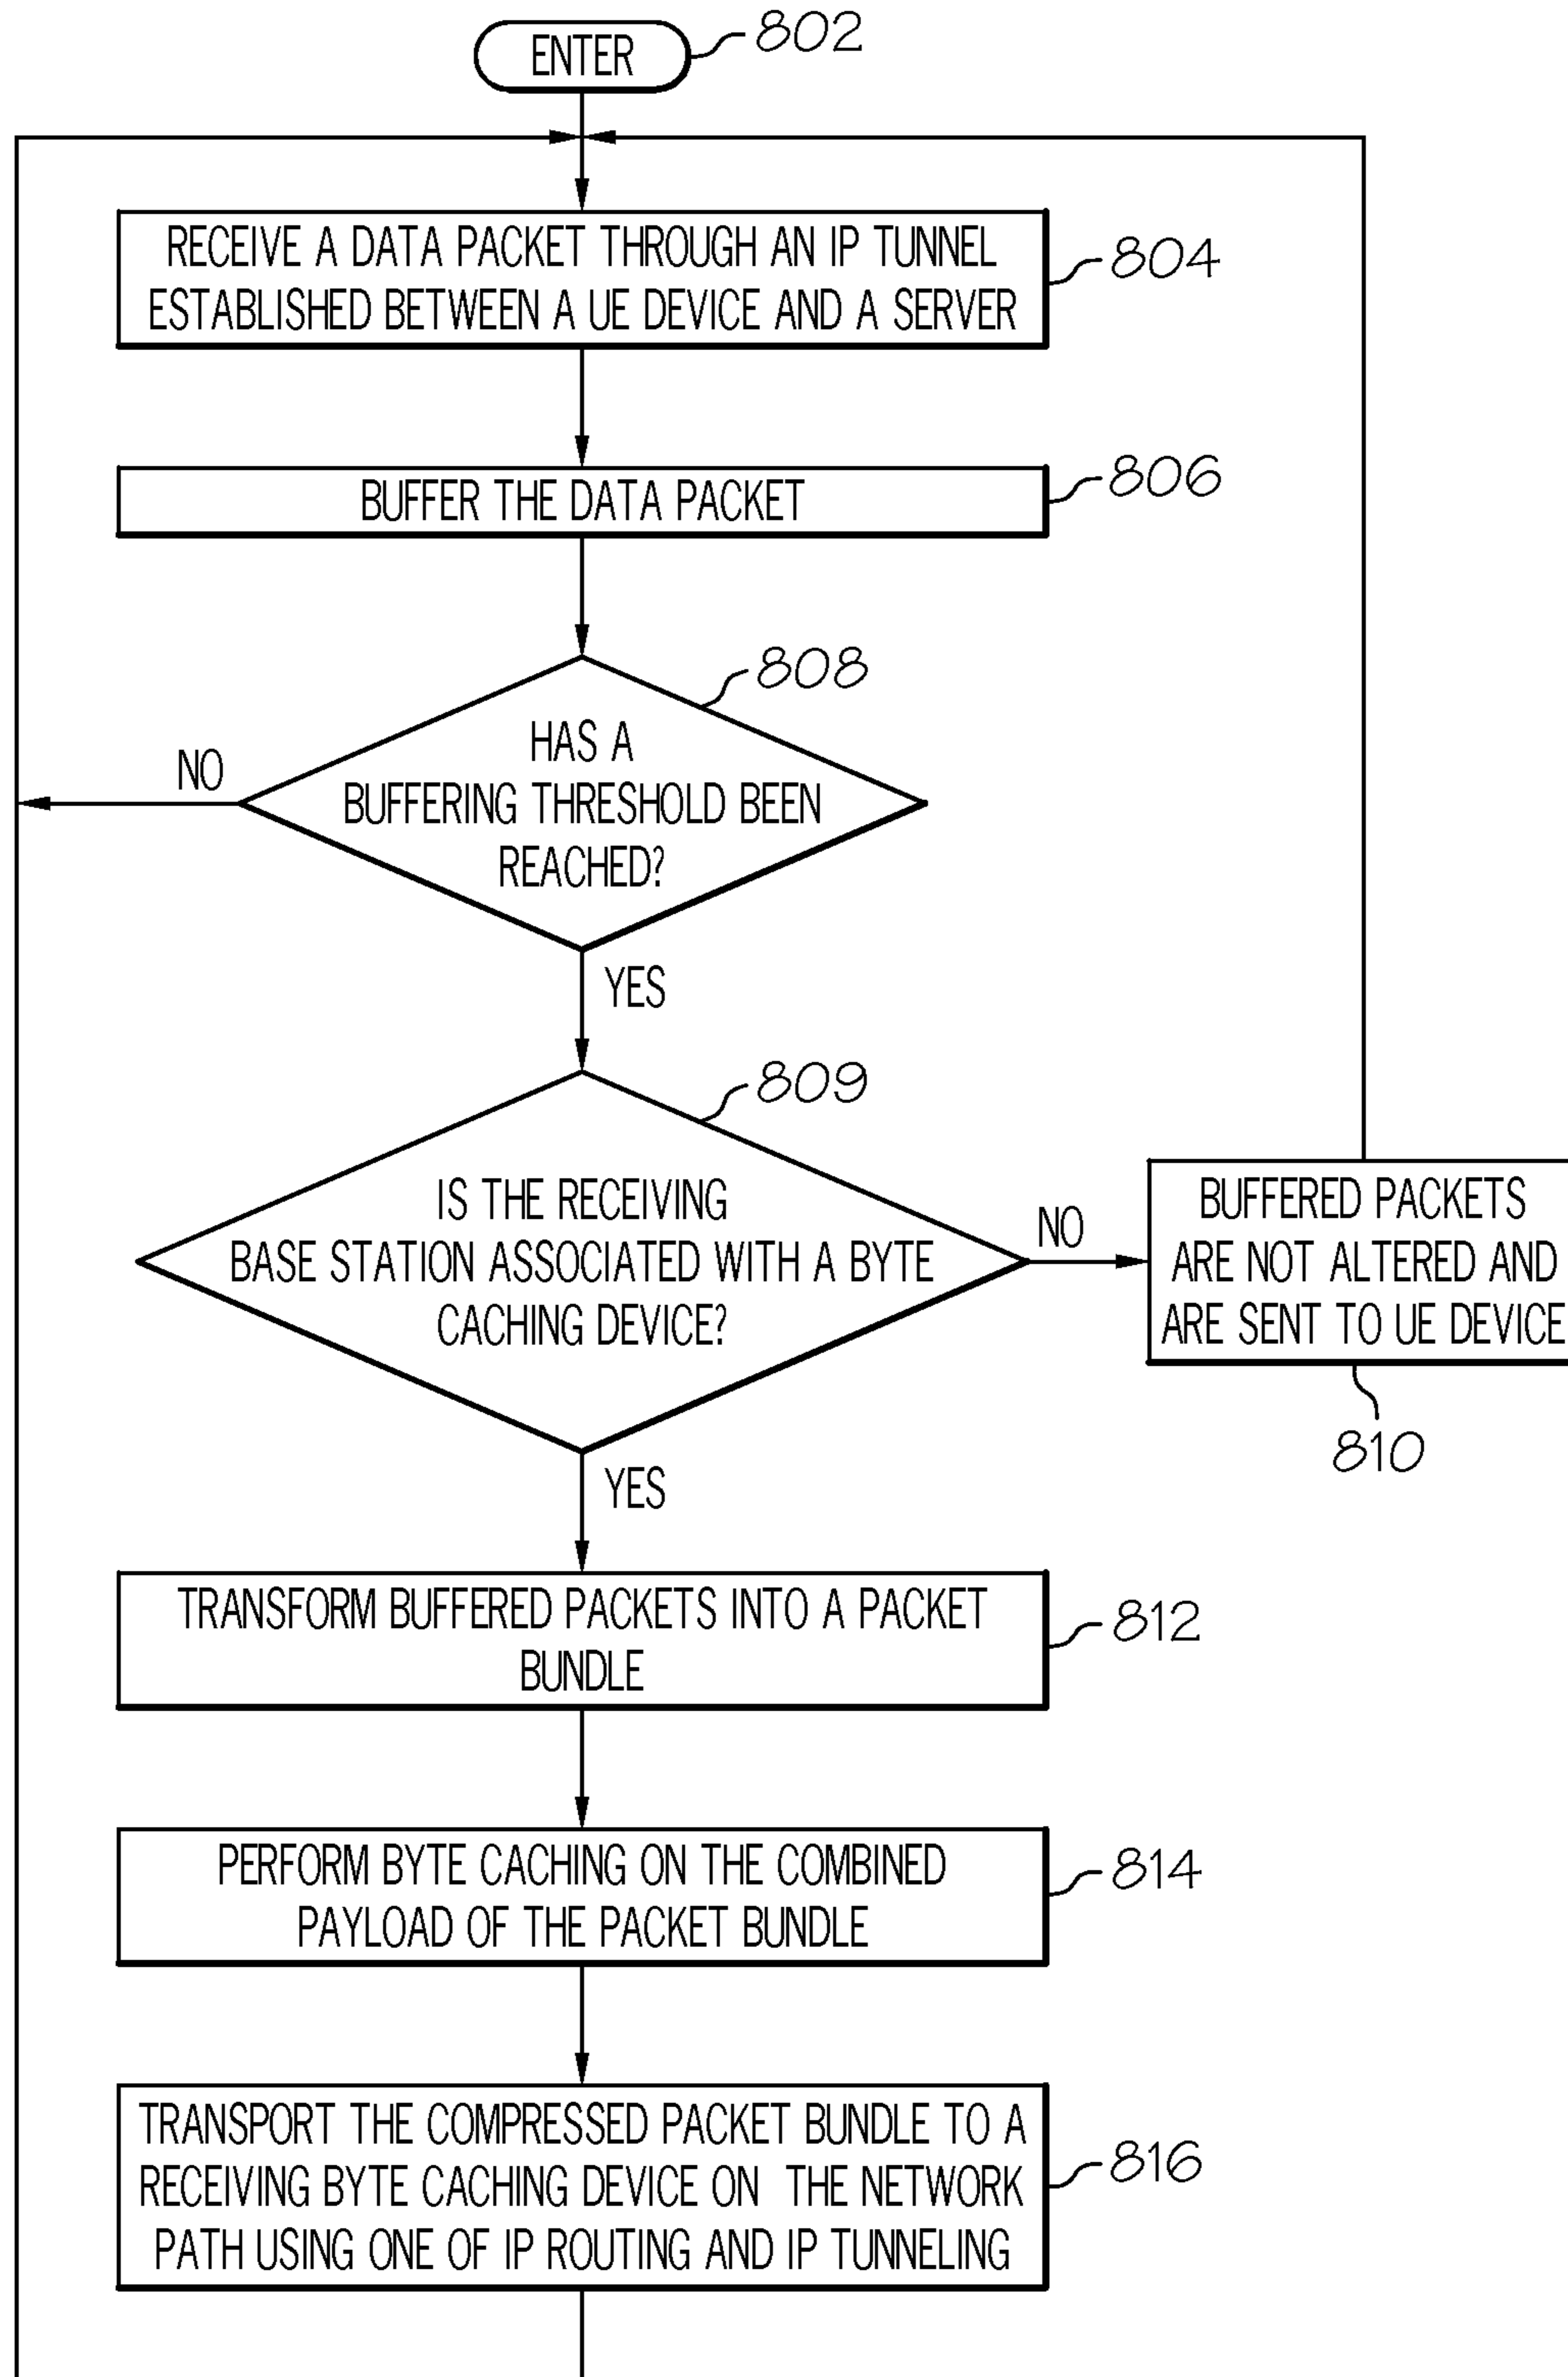 ENTER
802
RECEIVE A DATA PACKET THROUGH AN IP TUNNEL
ESTABLISHED BETWEEN A UE DEVICE AND A SERVER
804
BUFFER THE DATA PACKET
806
808
HAS A
BUFFERING THRESHOLD BEEN
REACHED?
NO
YES
809
IS THE RECEIVING
BASE STATION ASSOCIATED WITH A BYTE
CACHING DEVICE?
NO
BUFFERED PACKETS
ARE NOT ALTERED AND
ARE SENT TO UE DEVICE
810
YES
TRANSFORM BUFFERED PACKETS INTO A PACKET
BUNDLE
812
PERFORM BYTE CACHING ON THE COMBINED
PAYLOAD OF THE PACKET BUNDLE
814
TRANSPORT THE COMPRESSED PACKET BUNDLE TO A
RECEIVING BYTE CACHING DEVICE ON THE NETWORK
PATH USING ONE OF IP ROUTING AND IP TUNNELING
816